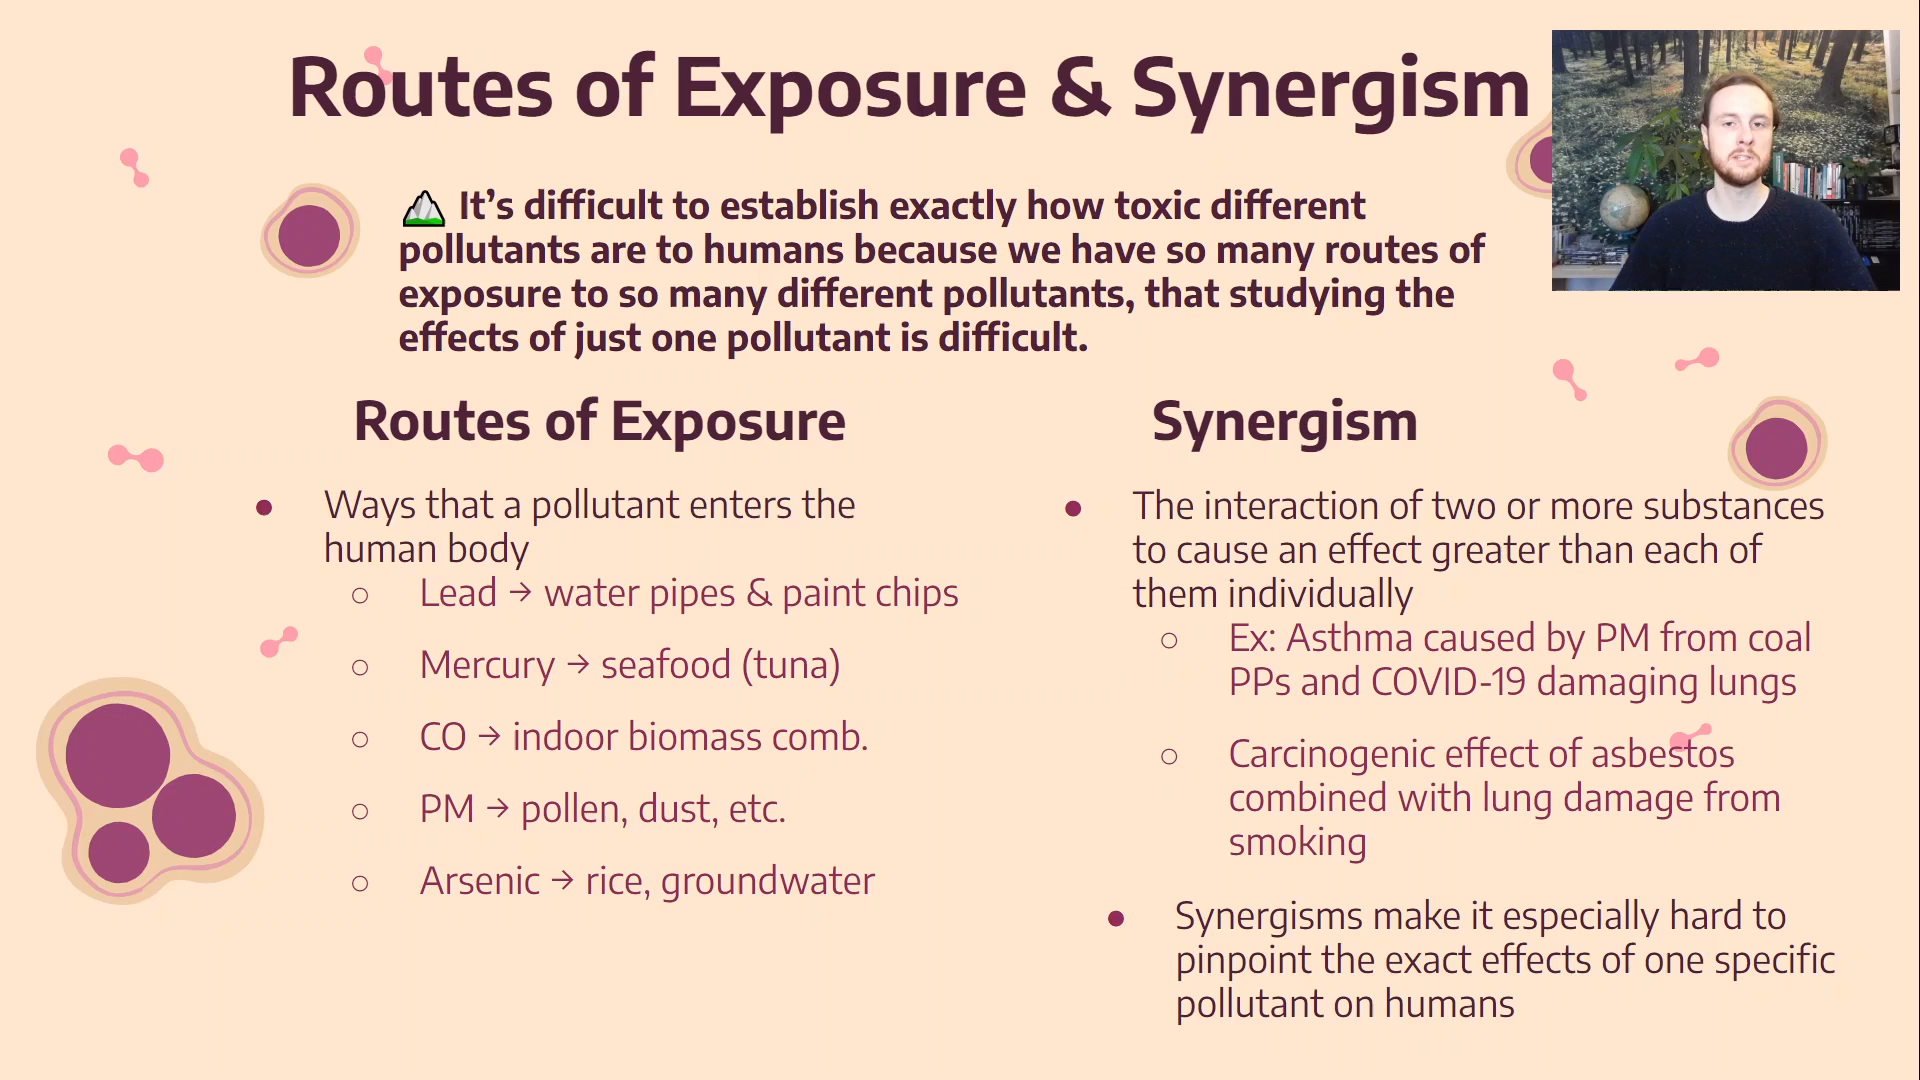 Routes of Exposure & Synergism
It’s difficult to establish exactly how toxic different
pollutants are to humans because we have so many routes of
exposure to so many different pollutants, that studying the
effects of just one pollutant is difficult.
Routes of Exposure
● Ways that a pollutant enters the
human body
○ Lead → water pipes & paint chips
○ Mercury → seafood (tuna)
○ CO → indoor biomass comb.
○ PM → pollen, dust, etc.
○ Arsenic → rice, groundwater
Synergism
● The interaction of two or more substances
to cause an effect greater than each of
them individually
○ Ex: Asthma caused by PM from coal
PPs and COVID-19 damaging lungs
○ Carcinogenic effect of asbestos
combined with lung damage from
smoking
● Synergisms make it especially hard to
pinpoint the exact effects of one specific
pollutant on humans